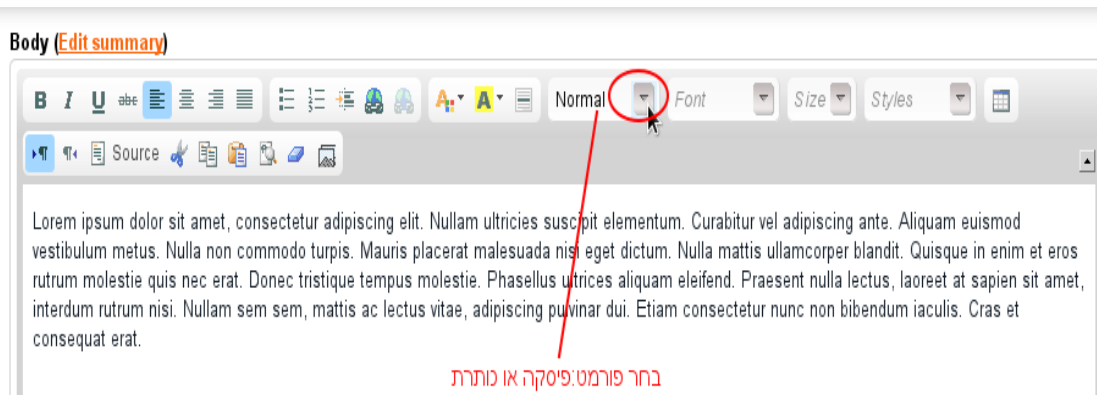 Body (Edit summary)
B I U abc Normal Font Size Styles
Source
Lorem ipsum dolor sit amet, consectetur adipiscing elit. Nullam ultricies suscipit elementum. Curabitur vel adipiscing ante. Aliquam euismod
vestibulum metus. Nulla non commodo turpis. Mauris placerat malesuada nisi eget dictum. Nulla mattis ullamcorper blandit. Quisque in enim et eros
rutrum molestie quis nec erat. Donec tristique tempus molestie. Phasellus ultrices aliquam eleifend. Praesent nulla lectus, laoreet at sapien sit amet,
interdum rutrum nisi. Nullam sem sem, mattis ac lectus vitae, adipiscing pulvinar dui. Etiam consectetur nunc non bibendum iaculis. Cras et
consequat erat.
בחר פורמט:פיסקה או כותרת